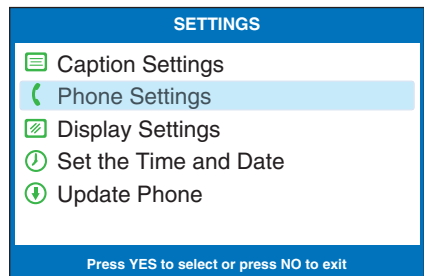 SETTINGS
Caption Settings
Phone Settings
Display Settings
Set the Time and Date
Update Phone
Press YES to select or press NO to exit